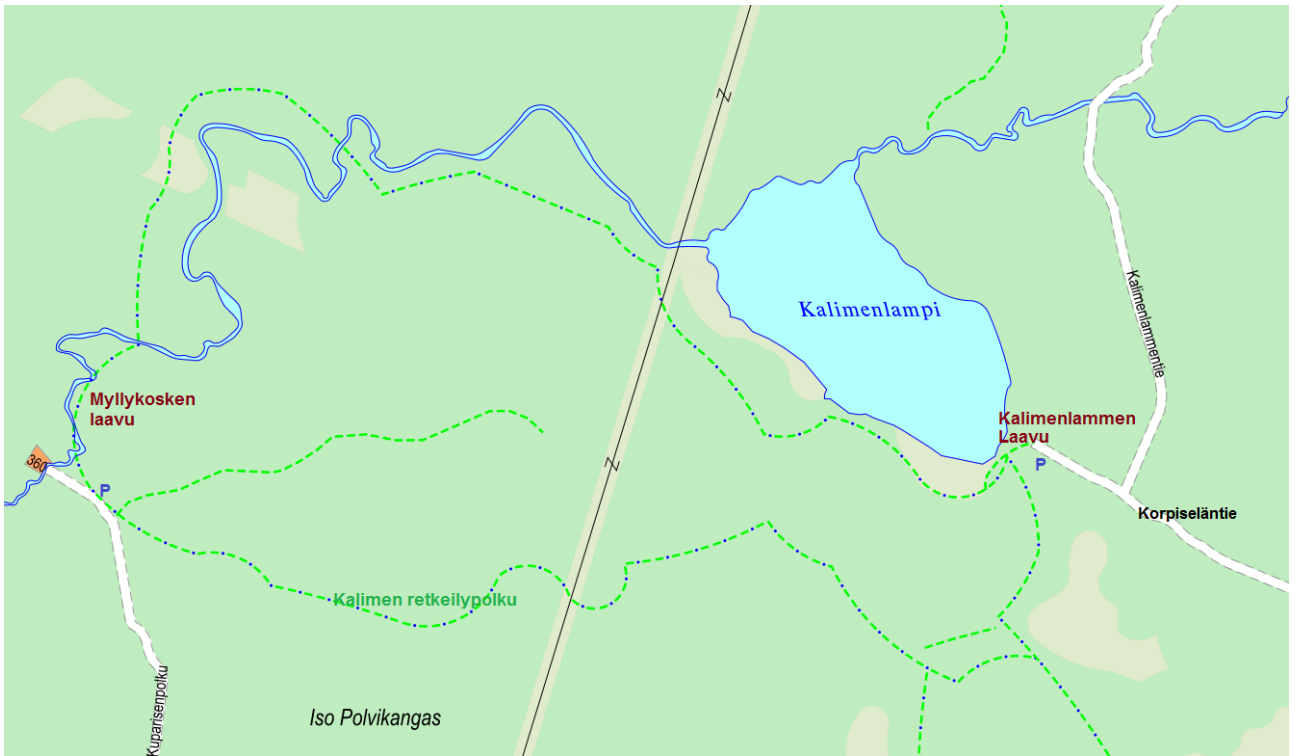 Kalimenlampi
Kalimenlammentie
Myllykosken
laavu
Kalimenlammen
Laavu
360
P
P
Korpiseläntie
Kalimen retkeilypolku
Kuparisenpolku
Iso Polvikangas